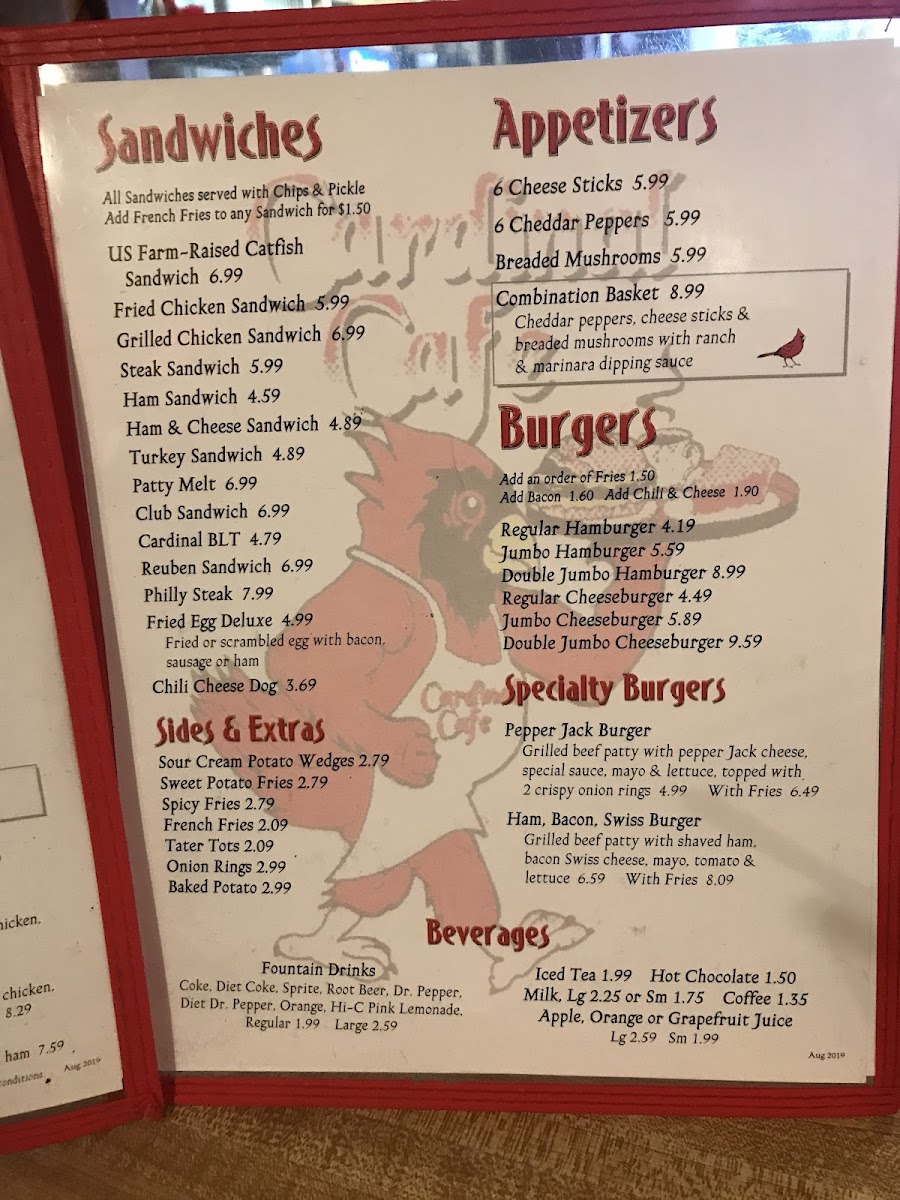 Sandwiches
All Sandwiches served with Chips & Pickle
Add French Fries to any Sandwich for $1.50
US Farm-Raised Catfish
Sandwich 6.99
Fried Chicken Sandwich 5.99
Grilled Chicken Sandwich 6.99
Steak Sandwich 5.99
Ham Sandwich 4.59
Ham & Cheese Sandwich 4.89
Turkey Sandwich 4.89
Patty Melt 6.99
Club Sandwich 6.99
Cardinal BLT 4.79
Reuben Sandwich 6.99
Philly Steak 7.99
Fried Egg Deluxe 4.99
Fried or scrambled egg with bacon,
sausage or ham
Chili Cheese Dog 3.69
Sides & Extras
Sour Cream Potato Wedges 2.79
Sweet Potato Fries 2.79
Spicy Fries 2.79
French Fries 2.09
Tater Tots 2.09
Onion Rings 2.99
Baked Potato 2.99
Appetizers
6 Cheese Sticks 5.99
6 Cheddar Peppers 5.99
Breaded Mushrooms 5.99
Combination Basket 8.99
Cheddar peppers, cheese sticks &
breaded mushrooms with ranch
& marinara dipping sauce
Burgers
Add an order of Fries 1.50
Add Bacon 1.60 Add Chili & Cheese 1.90
Regular Hamburger 4.19
Jumbo Hamburger 5.59
Double Jumbo Hamburger 8.99
Regular Cheeseburger 4.49
Jumbo Cheeseburger 5.89
Double Jumbo Cheeseburger 9.59
Specialty Burgers
Pepper Jack Burger
Grilled beef patty with pepper Jack cheese,
special sauce, mayo & lettuce, topped with
2 crispy onion rings 4.99 With Fries 6.49
Ham, Bacon, Swiss Burger
Grilled beef patty with shaved ham,
bacon Swiss cheese, mayo, tomato &
lettuce 6.59 With Fries 8.09
Beverages
Fountain Drinks
Coke, Diet Coke, Sprite, Root Beer, Dr. Pepper,
Diet Dr. Pepper, Orange, Hi-C Pink Lemonade.
Regular 1.99 Large 2.59
Iced Tea 1.99 Hot Chocolate 1.50
Milk, Lg 2.25 or Sm 1.75 Coffee 1.35
Apple, Orange or Grapefruit Juice
Lg 2.59 Sm 1.99
Aug 2019
Cardinal
Cafe
Cardinal
Cafe
chicken,
8.29
ham 7.59
Aug 2019